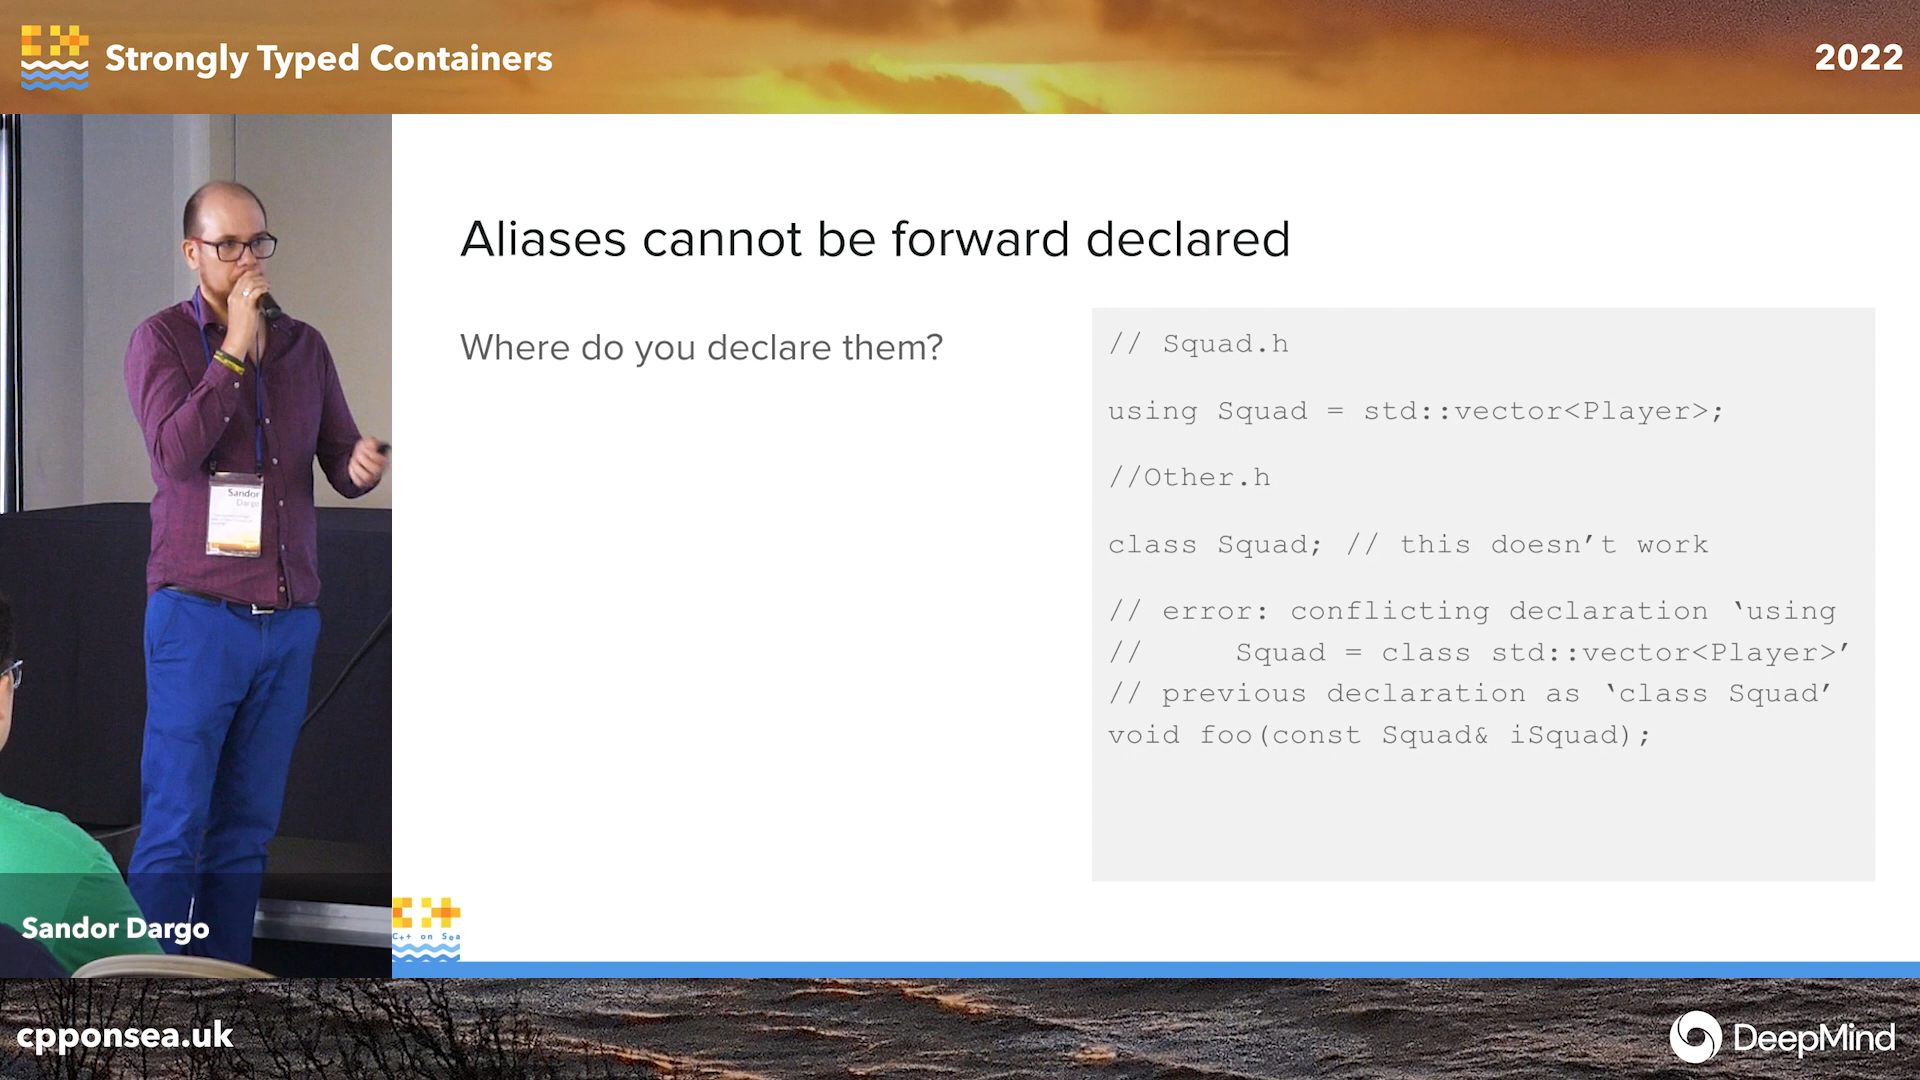 Strongly Typed Containers
2022
Aliases cannot be forward declared
Where do you declare them?
// Squad.h
using Squad = std::vector<Player>;
//Other.h
class Squad; // this doesn’t work
// error: conflicting declaration ‘using
//     Squad = class std::vector<Player>’
// previous declaration as ‘class Squad’
void foo(const Squad& iSquad);
Sandor
Dargo
Sandor Dargo
C++ on Sea
cpponsea.uk
DeepMind